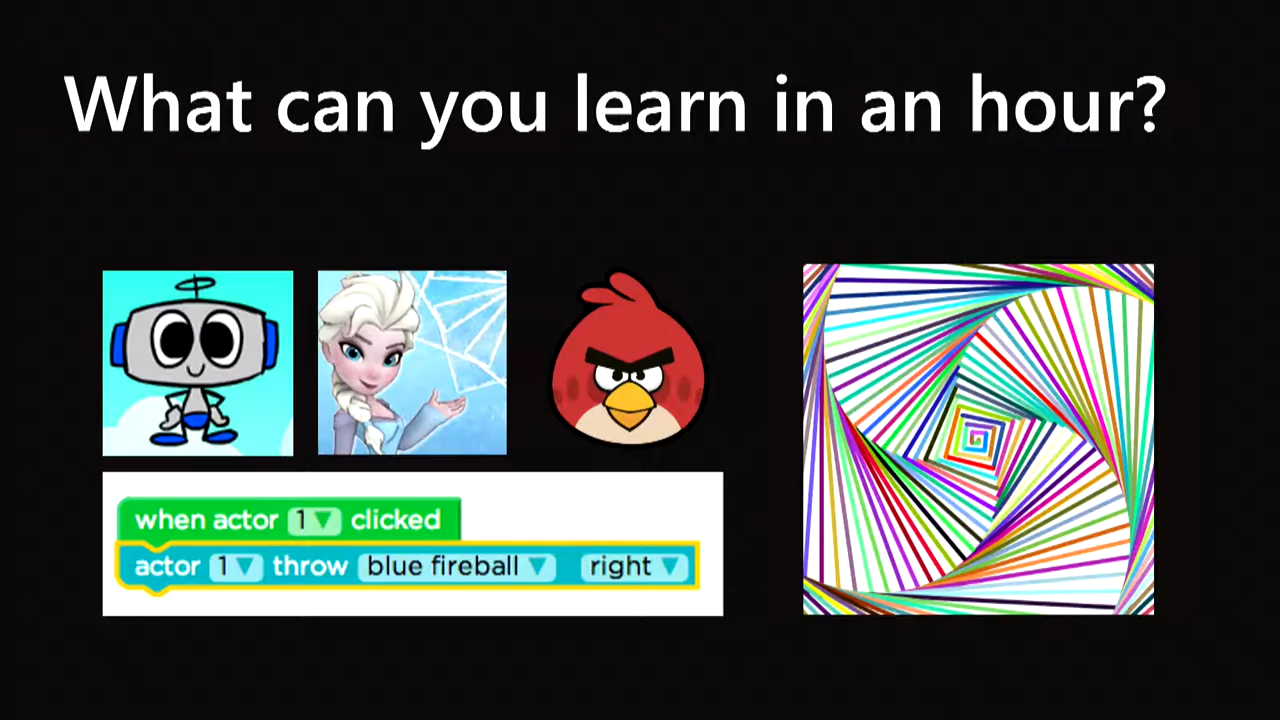 What can you learn in an hour?
when actor 1 clicked
actor 1 throw blue fireball right